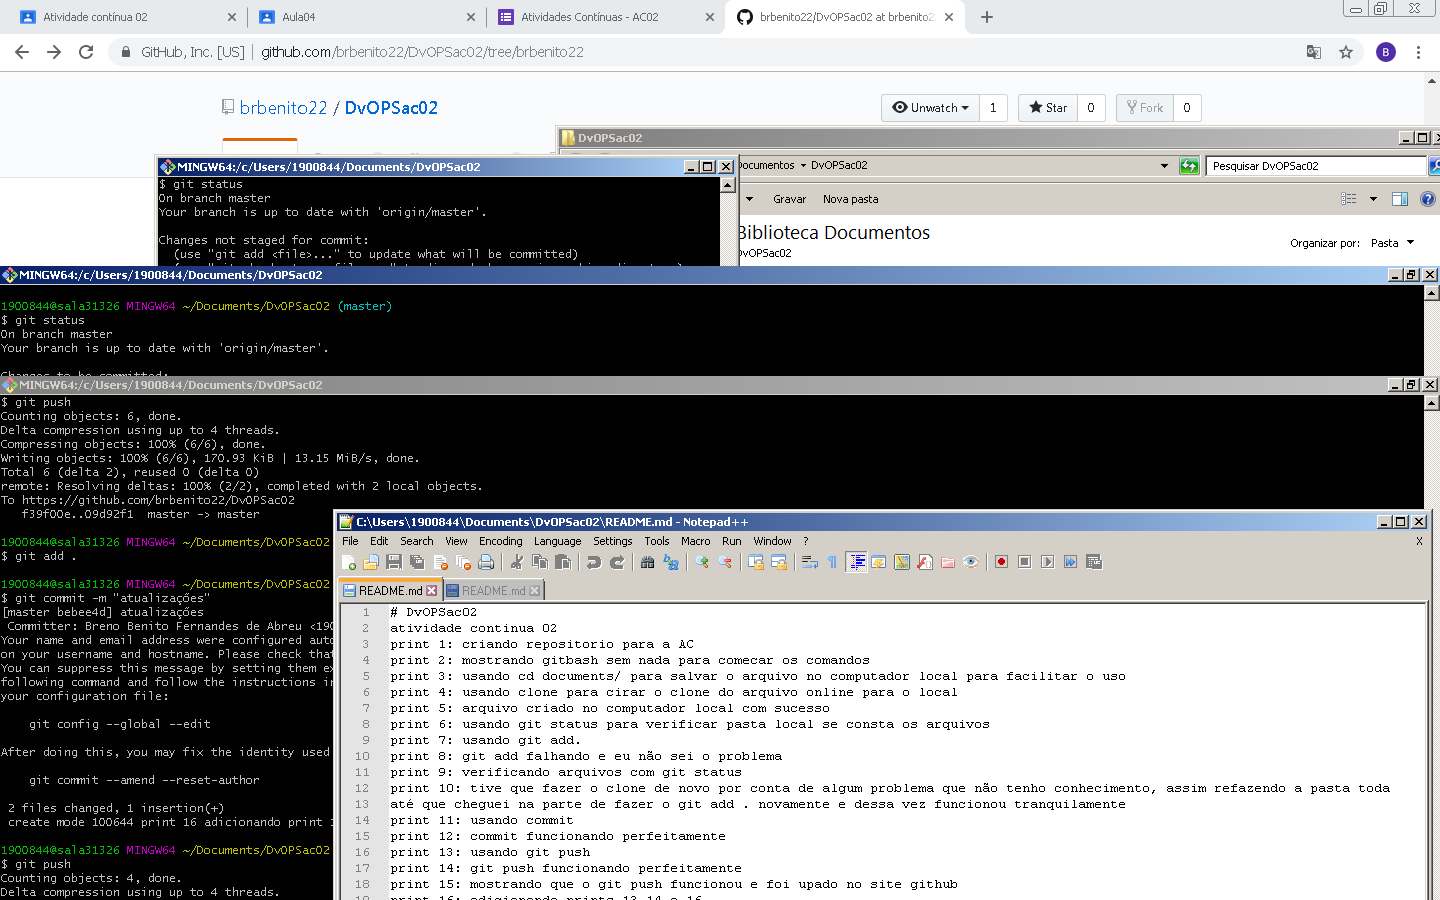 Atividade contínua 02
Aula04
Atividades Contínuas - AC02
brbenito22/DvOPSac02 at brbenito2
GitHub, Inc. [US] | github.com/brbenito22/DvOPSac02/tree/brbenito22
B
brbenito22 / DvOPSac02
Unwatch 1
Star 0
Fork 0
DvOPSac02
ocumentos DvOPSac02
Pesquisar DvOPSac02
Gravar Nova pasta
Biblioteca Documentos
DvOPSac02
Organizar por: Pasta
MINGW64:/c/Users/1900844/Documents/DvOPSac02
$ git status
On branch master
Your branch is up to date with 'origin/master'.
Changes not staged for commit:
(use "git add <file>..." to update what will be committed)
MINGW64:/c/Users/1900844/Documents/DvOPSac02
1900844@sala31326 MINGW64 ~/Documents/DvOPSac02 (master)
$ git status
On branch master
Your branch is up to date with 'origin/master'.
Changes to be committed:
MINGW64:/c/Users/1900844/Documents/DvOPSac02
$ git push
Counting objects: 6, done.
Delta compression using up to 4 threads.
Compressing objects: 100% (6/6), done.
Writing objects: 100% (6/6), 170.93 KiB | 13.15 MiB/s, done.
Total 6 (delta 2), reused 0 (delta 0)
remote: Resolving deltas: 100% (2/2), completed with 2 local objects.
To https://github.com/brbenito22/DvOPSac02
f39f00e..09d92f1 master -> master
1900844@sala31326 MINGW64 ~/Documents/DvOPSac02
$ git add .
1900844@sala31326 MINGW64 ~/Documents/DvOPSac02
$ git commit -m "atualizações"
[master bebee4d] atualizações
Committer: Breno Benito Fernandes de Abreu <190
Your name and email address were configured auto
on your username and hostname. Please check that
You can suppress this message by setting them ex
following command and follow the instructions in
your configuration file:
git config --global --edit
After doing this, you may fix the identity used
git commit --amend --reset-author
2 files changed, 1 insertion(+)
create mode 100644 print 16 adicionando print 1
1900844@sala31326 MINGW64 ~/Documents/DvOPSac02
$ git push
Counting objects: 4, done.
Delta compression using up to 4 threads.
C:\Users\1900844\Documents\DvOPSac02\README.md - Notepad++
File Edit Search View Encoding Language Settings Tools Macro Run Window ? X
README.md README.md
1 # DvOPSac02
2 atividade continua 02
3 print 1: criando repositorio para a AC
4 print 2: mostrando gitbash sem nada para comecar os comandos
5 print 3: usando cd documents/ para salvar o arquivo no computador local para facilitar o uso
6 print 4: usando clone para cirar o clone do arquivo online para o local
7 print 5: arquivo criado no computador local com sucesso
8 print 6: usando git status para verificar pasta local se consta os arquivos
9 print 7: usando git add.
10 print 8: git add falhando e eu não sei o problema
11 print 9: verificando arquivos com git status
12 print 10: tive que fazer o clone de novo por conta de algum problema que não tenho conhecimento, assim refazendo a pasta toda
13 até que cheguei na parte de fazer o git add . novamente e dessa vez funcionou tranquilamente
14 print 11: usando commit
15 print 12: commit funcionando perfeitamente
16 print 13: usando git push
17 print 14: git push funcionando perfeitamente
18 print 15: mostrando que o git push funcionou e foi upado no site github
19 print 16: adicionando prints 13 14 e 16